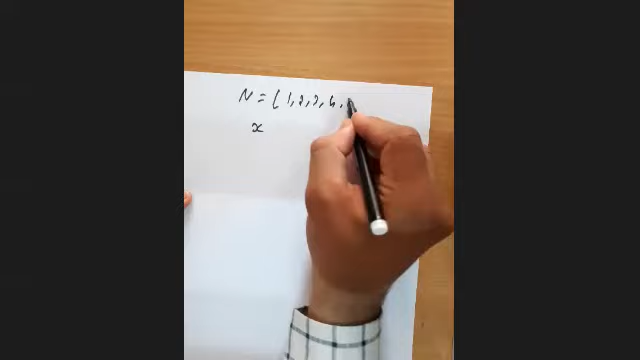 N = { 1, 2, 3, 4,
x